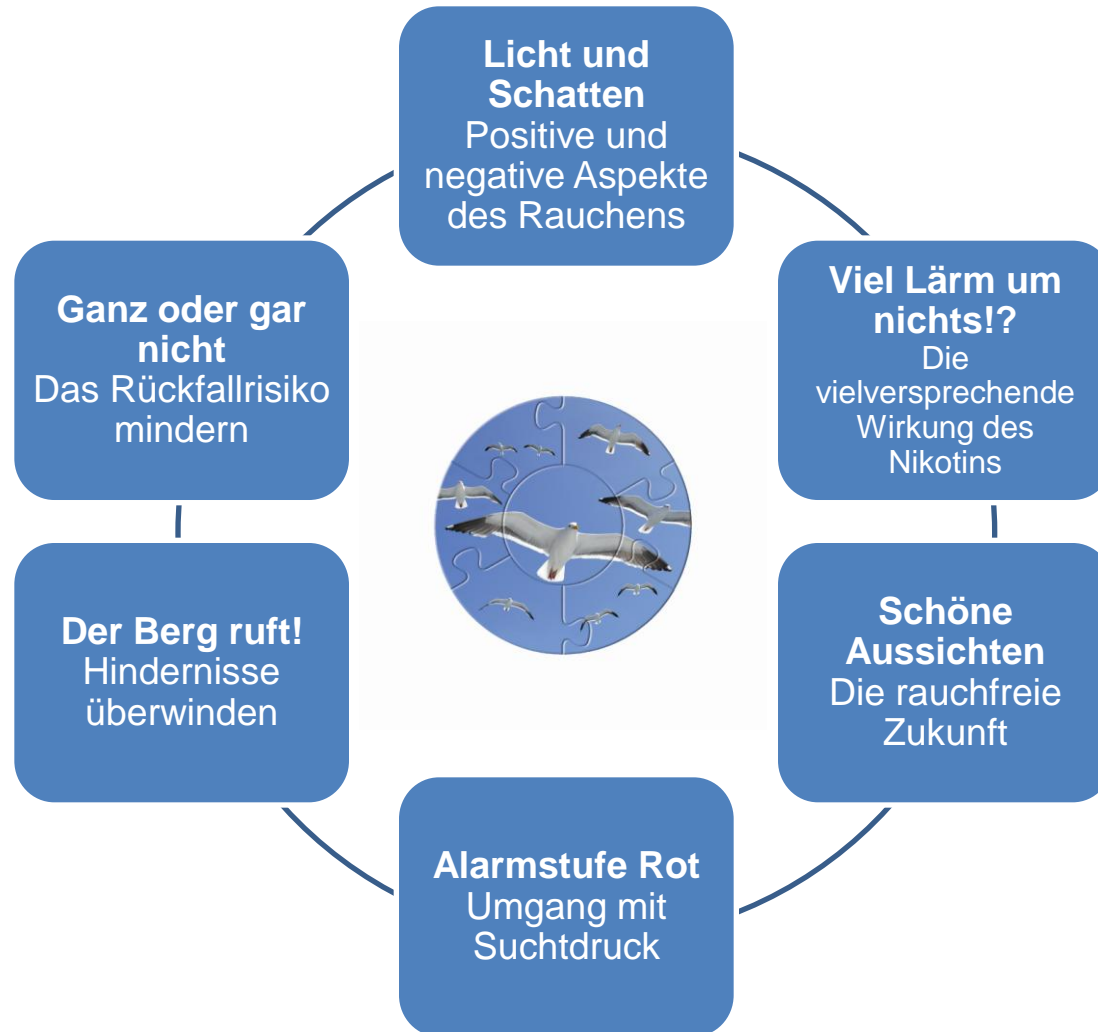 Licht und
Schatten
Positive und
negative Aspekte
des Rauchens
Viel Lärm um
nichts!?
Die
vielversprechende
Wirkung des
Nikotins
Schöne
Aussichten
Die rauchfreie
Zukunft
Alarmstufe Rot
Umgang mit
Suchtdruck
Der Berg ruft!
Hindernisse
überwinden
Ganz oder gar
nicht
Das Rückfallrisiko
mindern